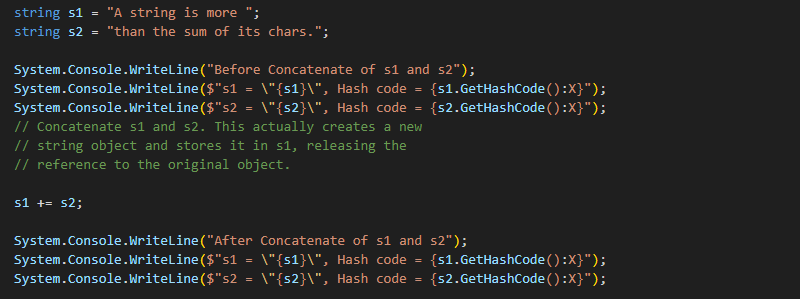 string s1 = "A string is more ";
string s2 = "than the sum of its chars.";
System.Console.WriteLine("Before Concatenate of s1 and s2");
System.Console.WriteLine($"s1 = \"{s1}\", Hash code = {s1.GetHashCode():X}");
System.Console.WriteLine($"s2 = \"{s2}\", Hash code = {s2.GetHashCode():X}");
// Concatenate s1 and s2. This actually creates a new
// string object and stores it in s1, releasing the
// reference to the original object.
s1 += s2;
System.Console.WriteLine("After Concatenate of s1 and s2");
System.Console.WriteLine($"s1 = \"{s1}\", Hash code = {s1.GetHashCode():X}");
System.Console.WriteLine($"s2 = \"{s2}\", Hash code = {s2.GetHashCode():X}");